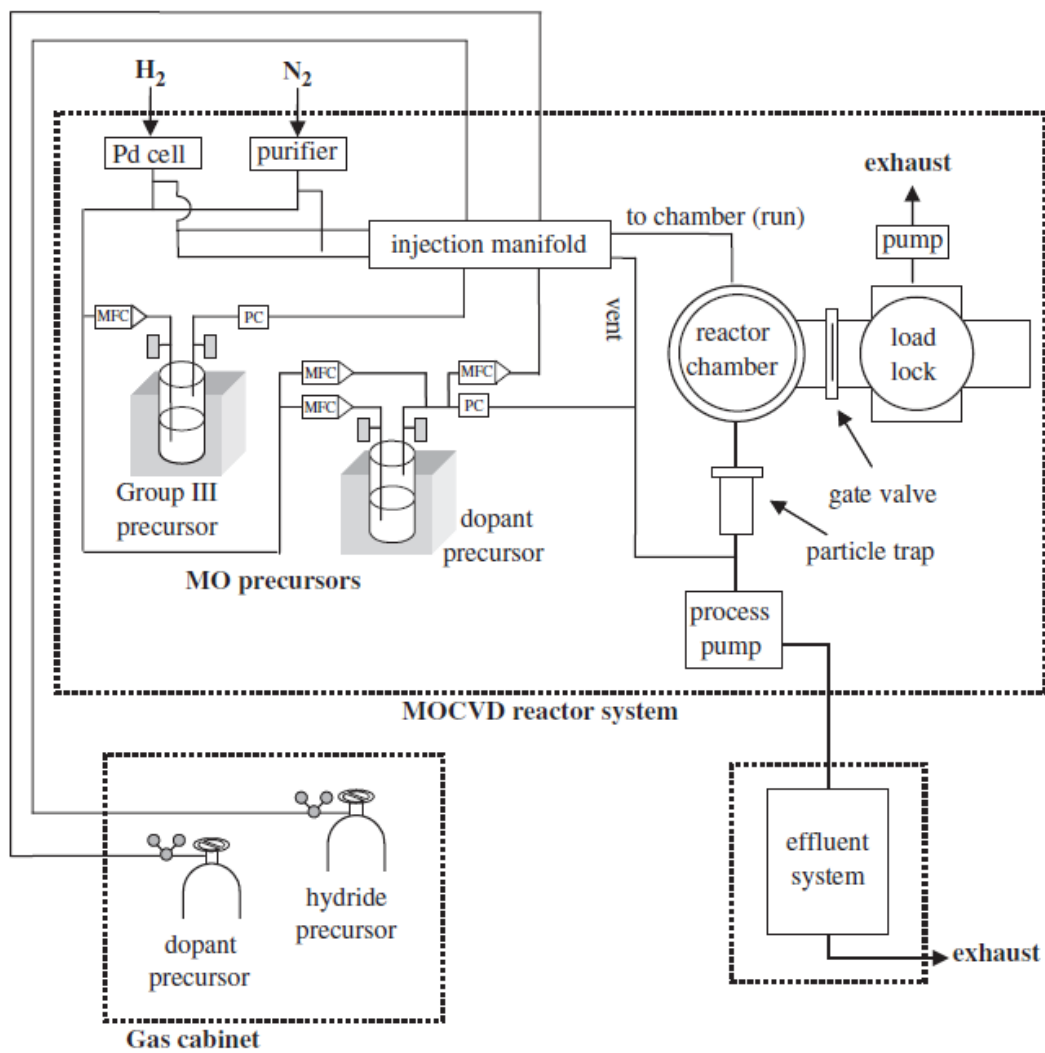 H2
N2
Pd cell
purifier
exhaust
to chamber (run)
pump
injection manifold
vent
MFC
PC
reactor
chamber
load
lock
MFC
MFC
MFC
PC
Group III
precursor
dopant
precursor
gate valve
particle trap
MO precursors
process
pump
MOCVD reactor system
effluent
system
hydride
precursor
dopant
precursor
exhaust
Gas cabinet